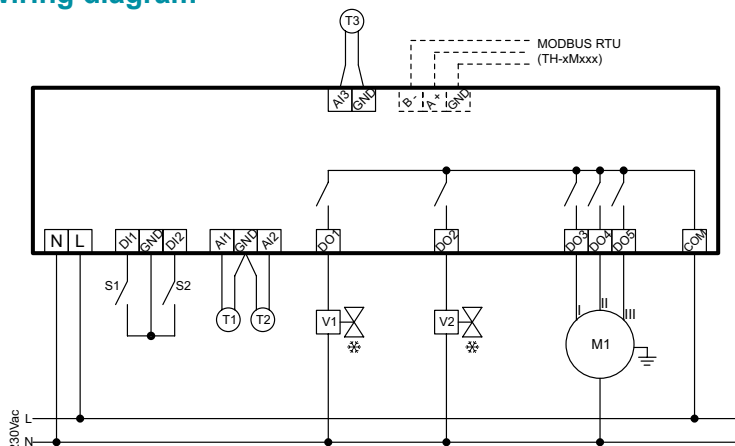 wiring diagram
T3
MODBUS RTU
(TH-xMxxx)
AI3 GND B - A + GND
N L DI1 GND DI2 AI1 GND AI2 DO1 DO2 DO3 DO4 DO5 COM
S1 S2
T1 T2 V1 V2 I II III
M1
230Vac
L
N